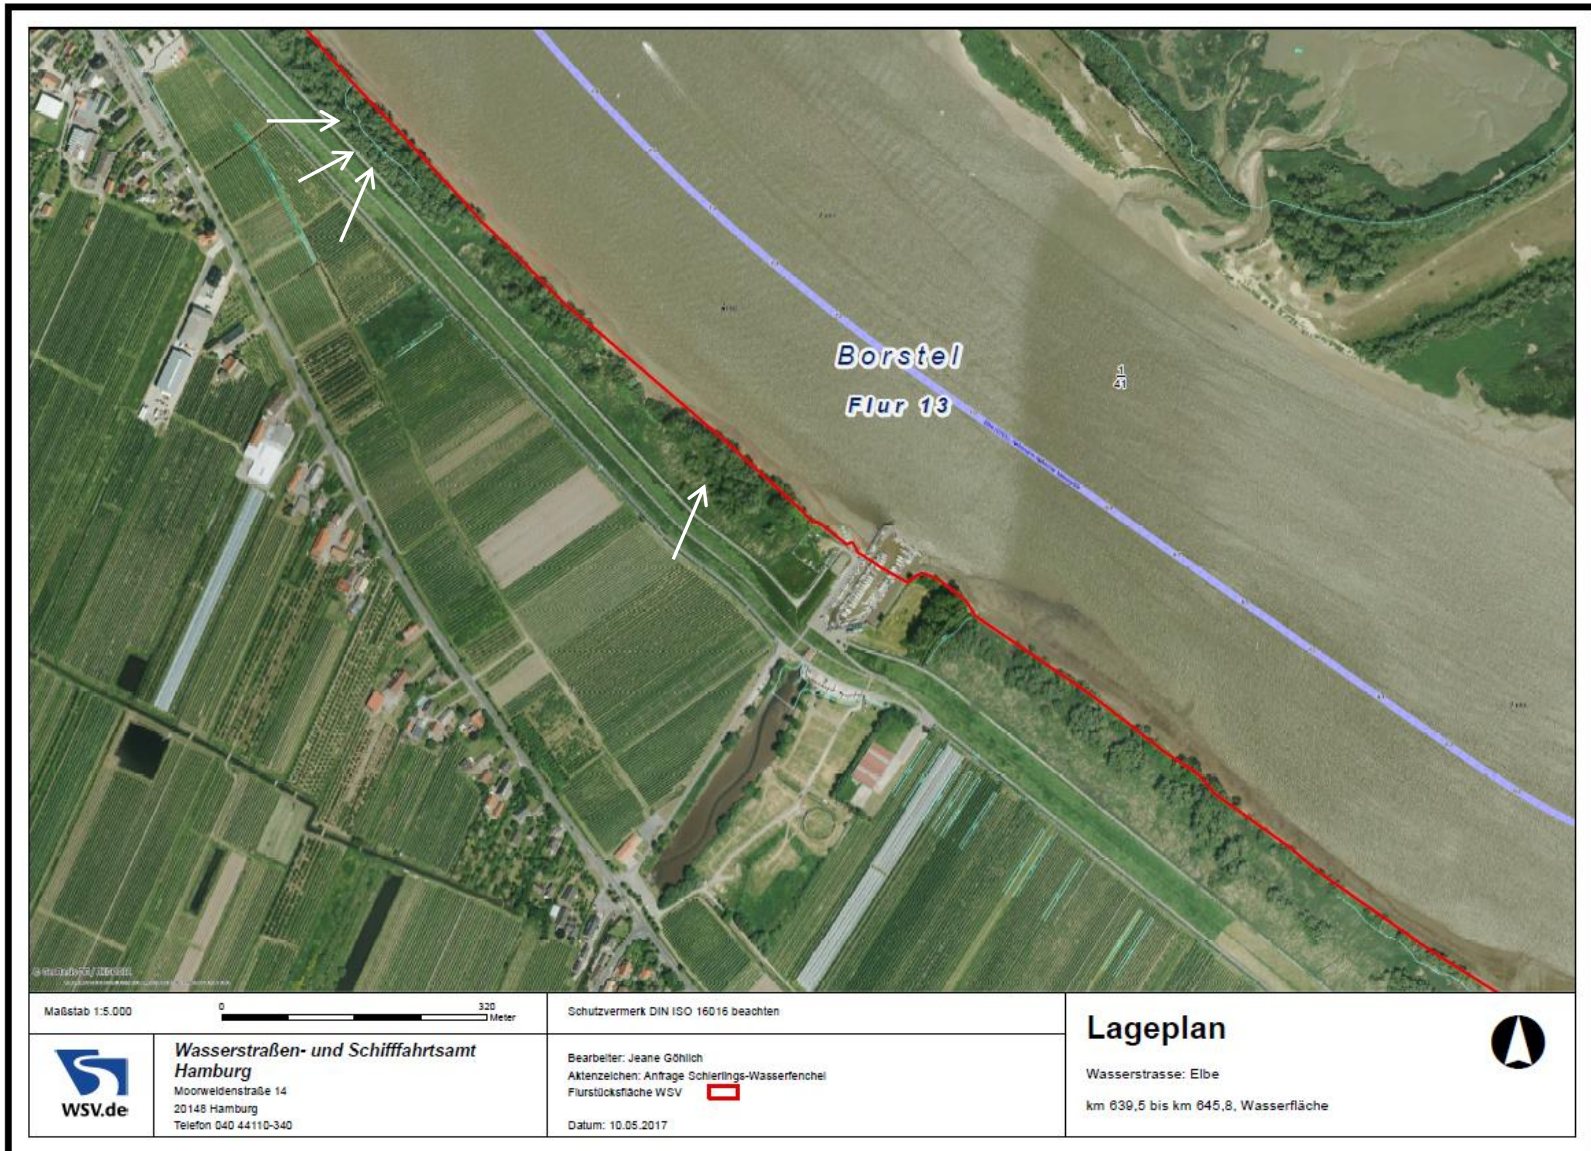 Borstel
Flur 13
1
41
Maßstab 1:5.000
0
320
Meter
Schutzvermerk DIN ISO 16016 beachten
Lageplan
WSV.de
Wasserstraßen- und Schifffahrtsamt
Hamburg
Moorweidenstraße 14
20148 Hamburg
Telefon 040 44110-340
Bearbeiter: Jeane Göhlich
Aktenzeichen: Anfrage Schierlings-Wasserfenchel
Flurstücksfläche WSV
Datum: 10.05.2017
Wasserstrasse: Elbe
km 639,5 bis km 645,8, Wasserfläche